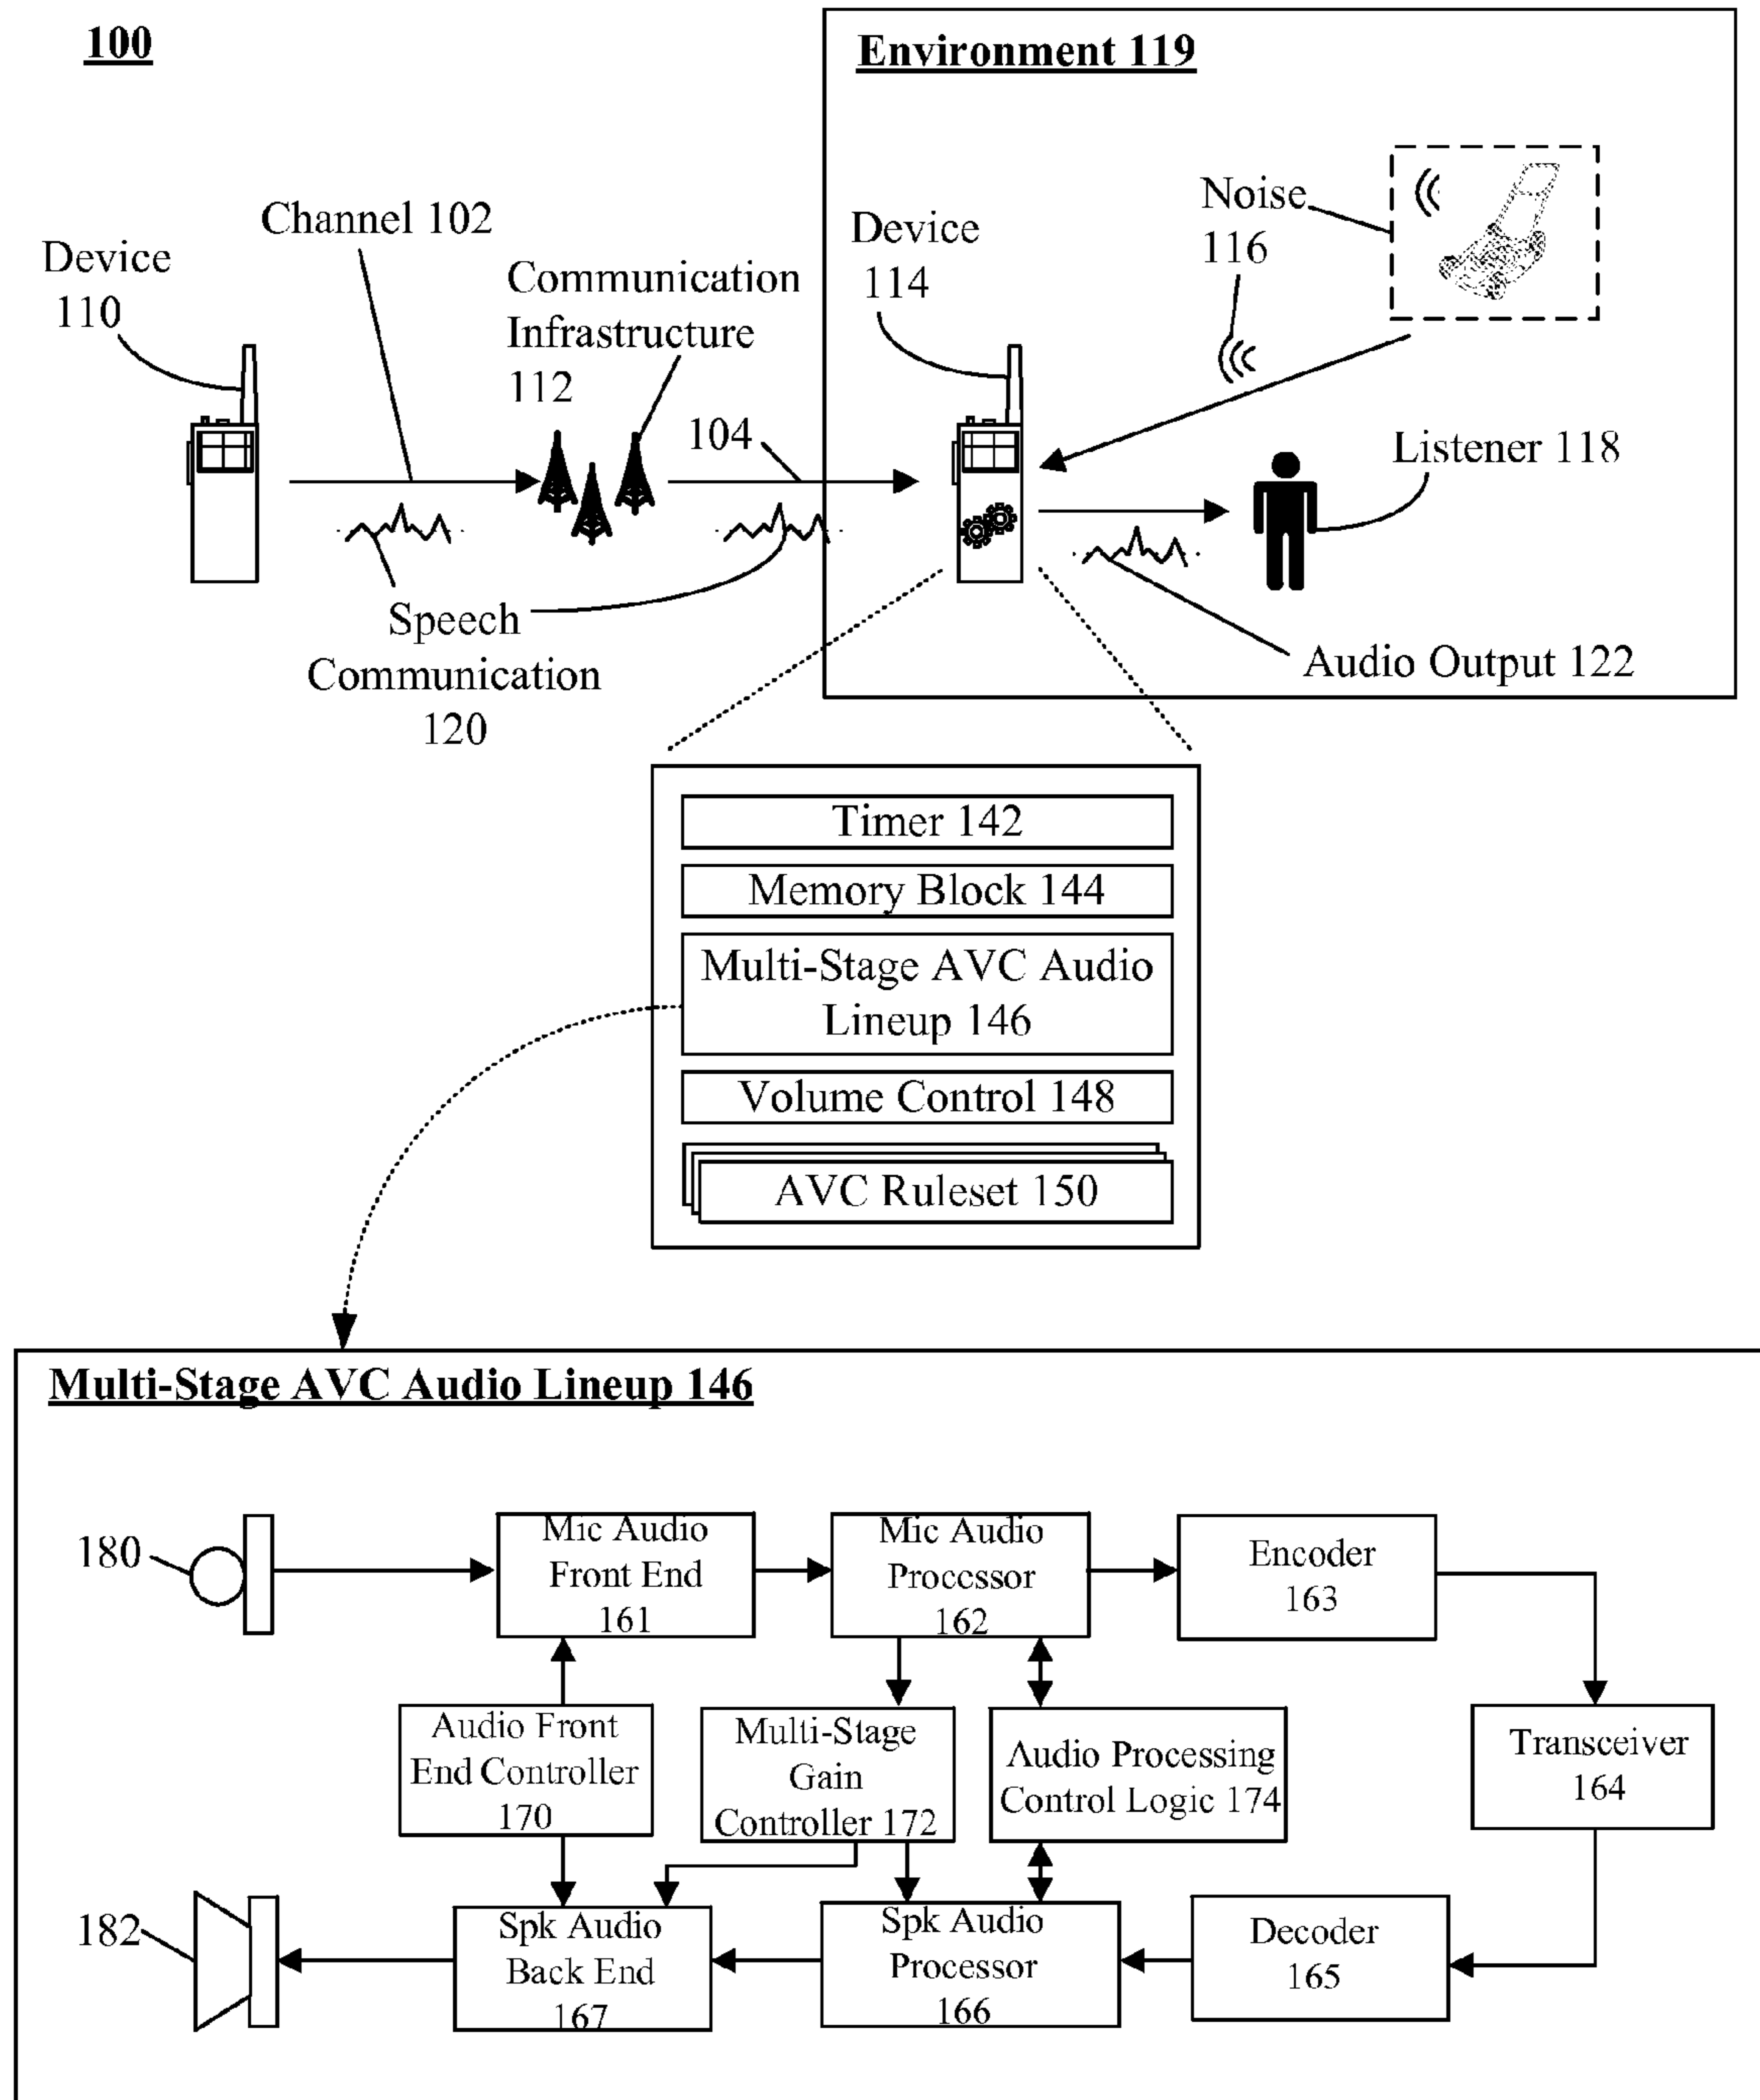 100
Environment 119
Channel 102
Device
110
Communication
Infrastructure
112
Device
114
Noise
116
104
Listener 118
Speech
Communication
120
Audio Output 122
Timer 142
Memory Block 144
Multi-Stage AVC Audio
Lineup 146
Volume Control 148
AVC Ruleset 150
Multi-Stage AVC Audio Lineup 146
180
Mic Audio
Front End
161
Mic Audio
Processor
162
Encoder
163
Audio Front
End Controller
170
Multi-Stage
Gain
Controller 172
Audio Processing
Control Logic 174
Transceiver
164
182
Spk Audio
Back End
167
Spk Audio
Processor
166
Decoder
165